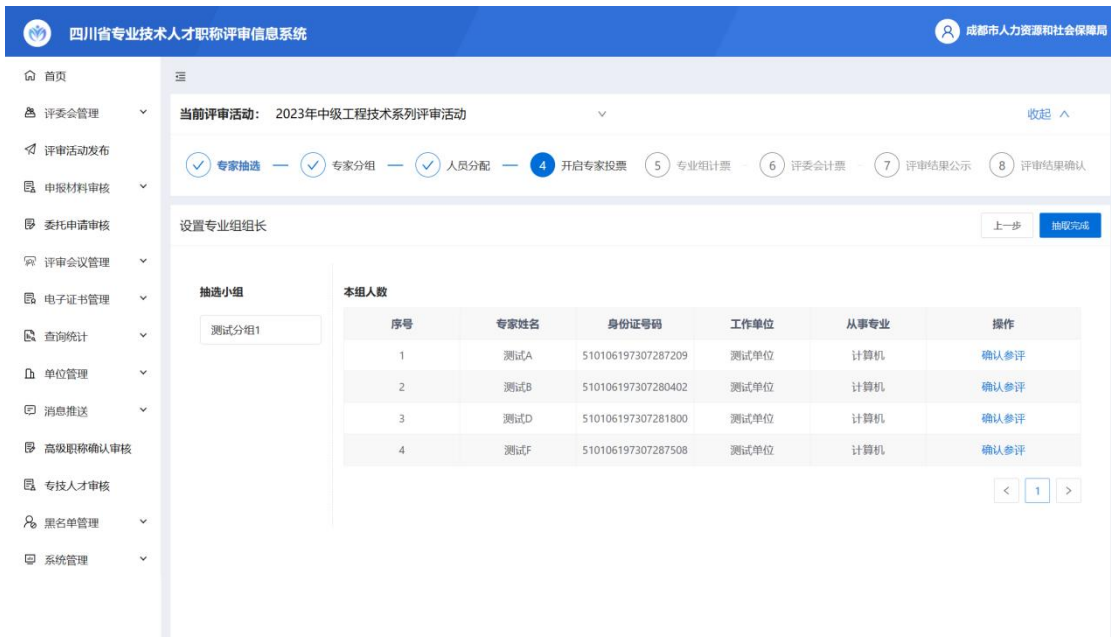 四川省专业技术人才职称评审信息系统
成都市人力资源和社会保障局
首页
评委会管理
评审活动发布
申报材料审核
委托申请审核
评审会议管理
电子证书管理
查询统计
单位管理
消息推送
高级职称确认审核
专技人才审核
黑名单管理
系统管理
当前评审活动： 2023年中级工程技术系列评审活动
收起
专家抽选 专家分组 人员分配 4 开启专家投票 5 专业组计票 6 评委会计票 7 评审结果公示 8 评审结果确认
设置专业组组长
上一步 抽取完成
抽选小组
测试分组1
本组人数
序号 专家姓名 身份证号码 工作单位 从事专业 操作
1 测试A 510106197307287209 测试单位 计算机 确认参评
2 测试B 510106197307280402 测试单位 计算机 确认参评
3 测试D 510106197307281800 测试单位 计算机 确认参评
4 测试F 510106197307287508 测试单位 计算机 确认参评
< 1 >